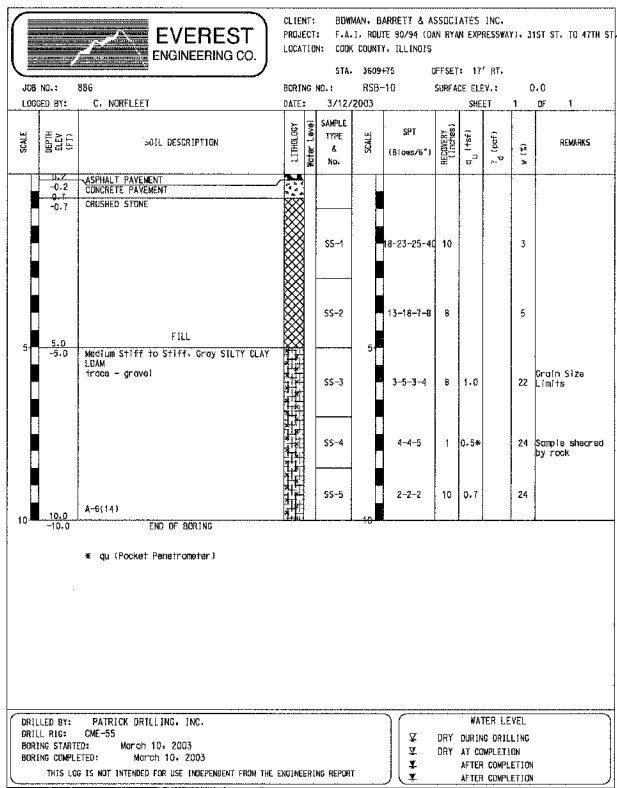 EVEREST
ENGINEERING CO.
CLIENT: BOWMAN, BARRETT & ASSOCIATES INC.
PROJECT: F.A.I. ROUTE 90/94 (DAN RYAN EXPRESSWAY), 31ST ST. TO 47TH ST.
LOCATION: COOK COUNTY, ILLINOIS
STA. 3609+75 OFFSET: 17' RT.
JOB NO.: 886 BORING NO.: RSB-10 SURFACE ELEV.: 0.0
LOGGED BY: C. NORFLEET DATE: 3/12/2003 SHEET 1 OF 1
SCALE
DEPTH ELEV (FT)
SOIL DESCRIPTION
LITHOLOGY
Water Level
SAMPLE TYPE & No.
SCALE
SPT (Blows/6")
RECOVERY (Inches)
qu (tsf)
γd (pcf)
w (%)
REMARKS
0.2 ASPHALT PAVEMENT
-0.2 CONCRETE PAVEMENT
0.7
-0.7 CRUSHED STONE
SS-1 18-23-25-40 10 3
SS-2 13-18-7-8 8 5
FILL
5 5.0 5
-5.0 Medium Stiff to Stiff, Gray SILTY CLAY
LOAM
trace - gravel
SS-3 3-5-3-4 8 1.0 22 Grain Size
Limits
SS-4 4-4-5 1 0.5* 24 Sample sheared
by rock
SS-5 2-2-2 10 0.7 24
A-6(14)
10 10.0 10
-10.0 END OF BORING
* qu (Pocket Penetrometer)
DRILLED BY: PATRICK DRILLING, INC.
DRILL RIG: CME-55
BORING STARTED: March 10, 2003
BORING COMPLETED: March 10, 2003
THIS LOG IS NOT INTENDED FOR USE INDEPENDENT FROM THE ENGINEERING REPORT
WATER LEVEL
DRY DURING DRILLING
DRY AT COMPLETION
AFTER COMPLETION
AFTER COMPLETION